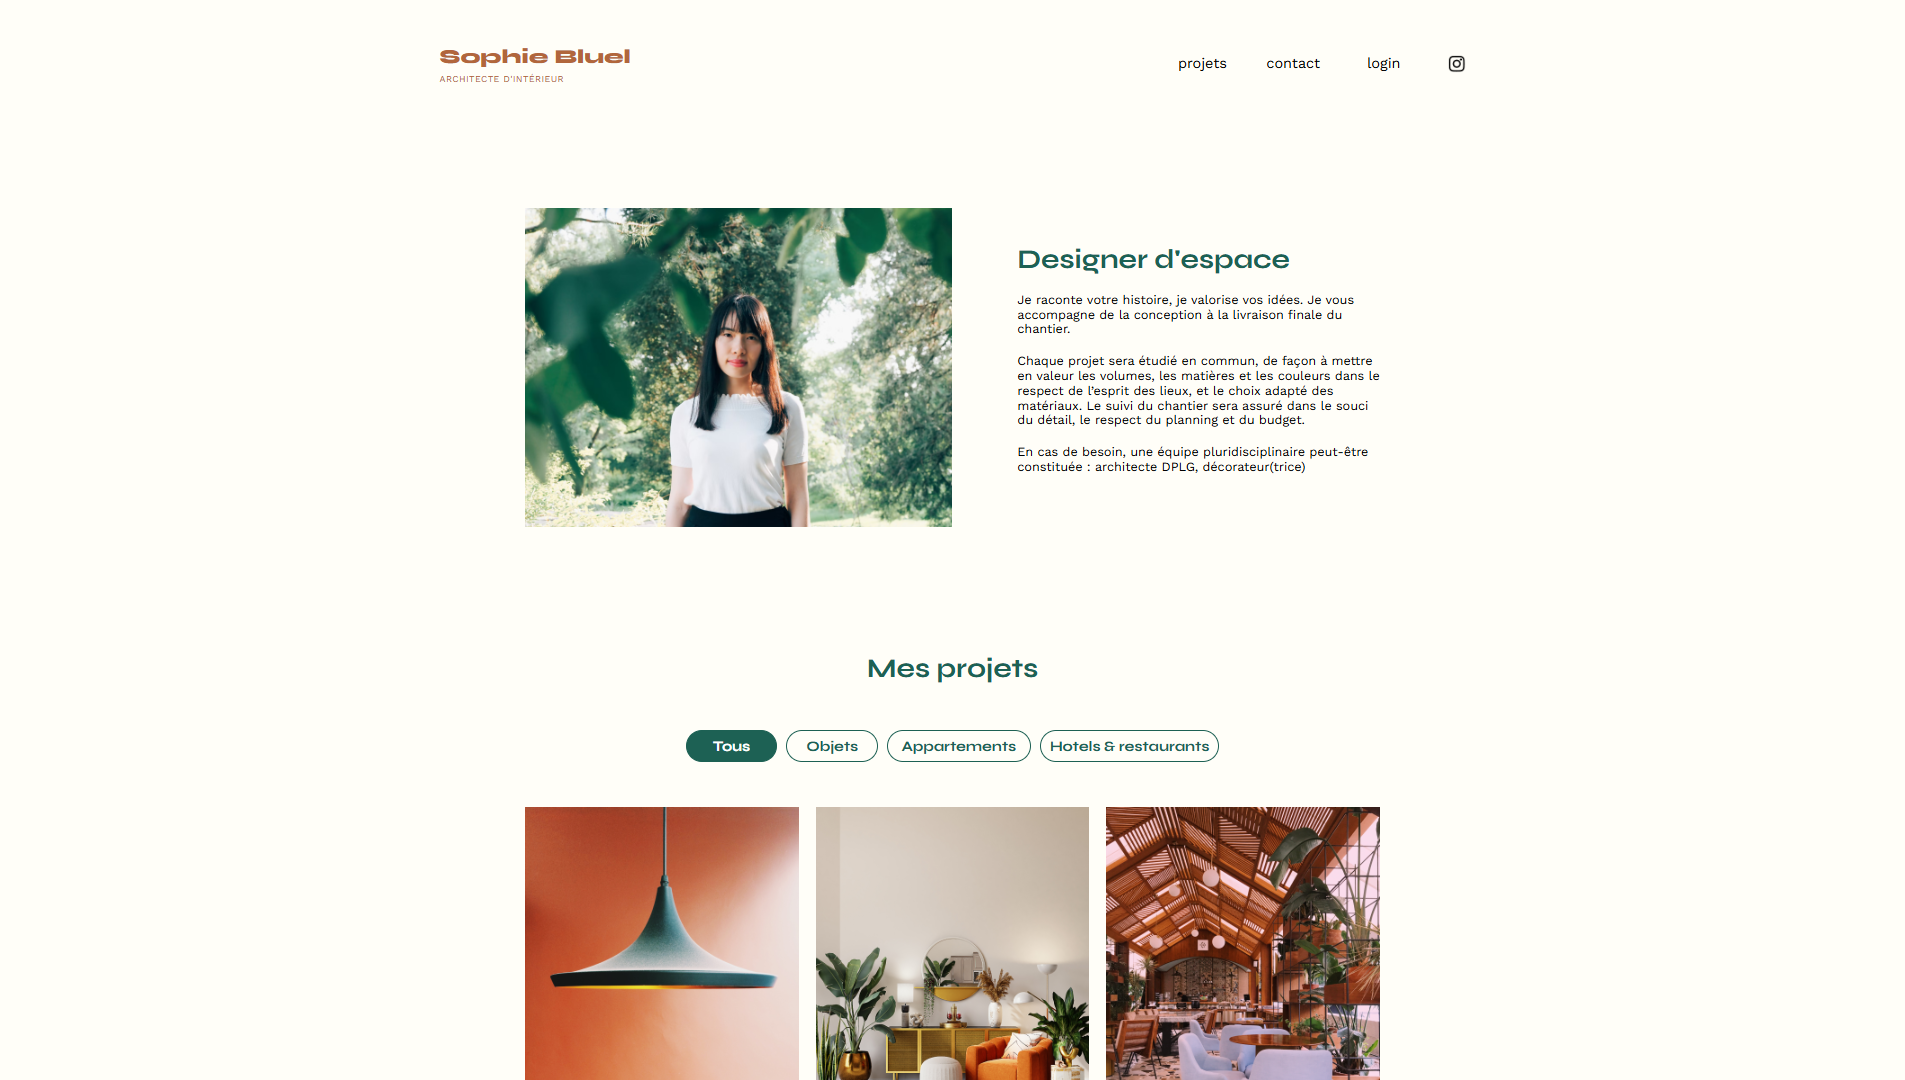 Sophie Bluel
ARCHITECTE D'INTÉRIEUR
projets
contact
login
Designer d'espace
Je raconte votre histoire, je valorise vos idées. Je vous
accompagne de la conception à la livraison finale du
chantier.
Chaque projet sera étudié en commun, de façon à mettre
en valeur les volumes, les matières et les couleurs dans le
respect de l’esprit des lieux, et le choix adapté des
matériaux. Le suivi du chantier sera assuré dans le souci
du détail, le respect du planning et du budget.
En cas de besoin, une équipe pluridisciplinaire peut-être
constituée : architecte DPLG, décorateur(trice)
Mes projets
Tous
Objets
Appartements
Hotels & restaurants